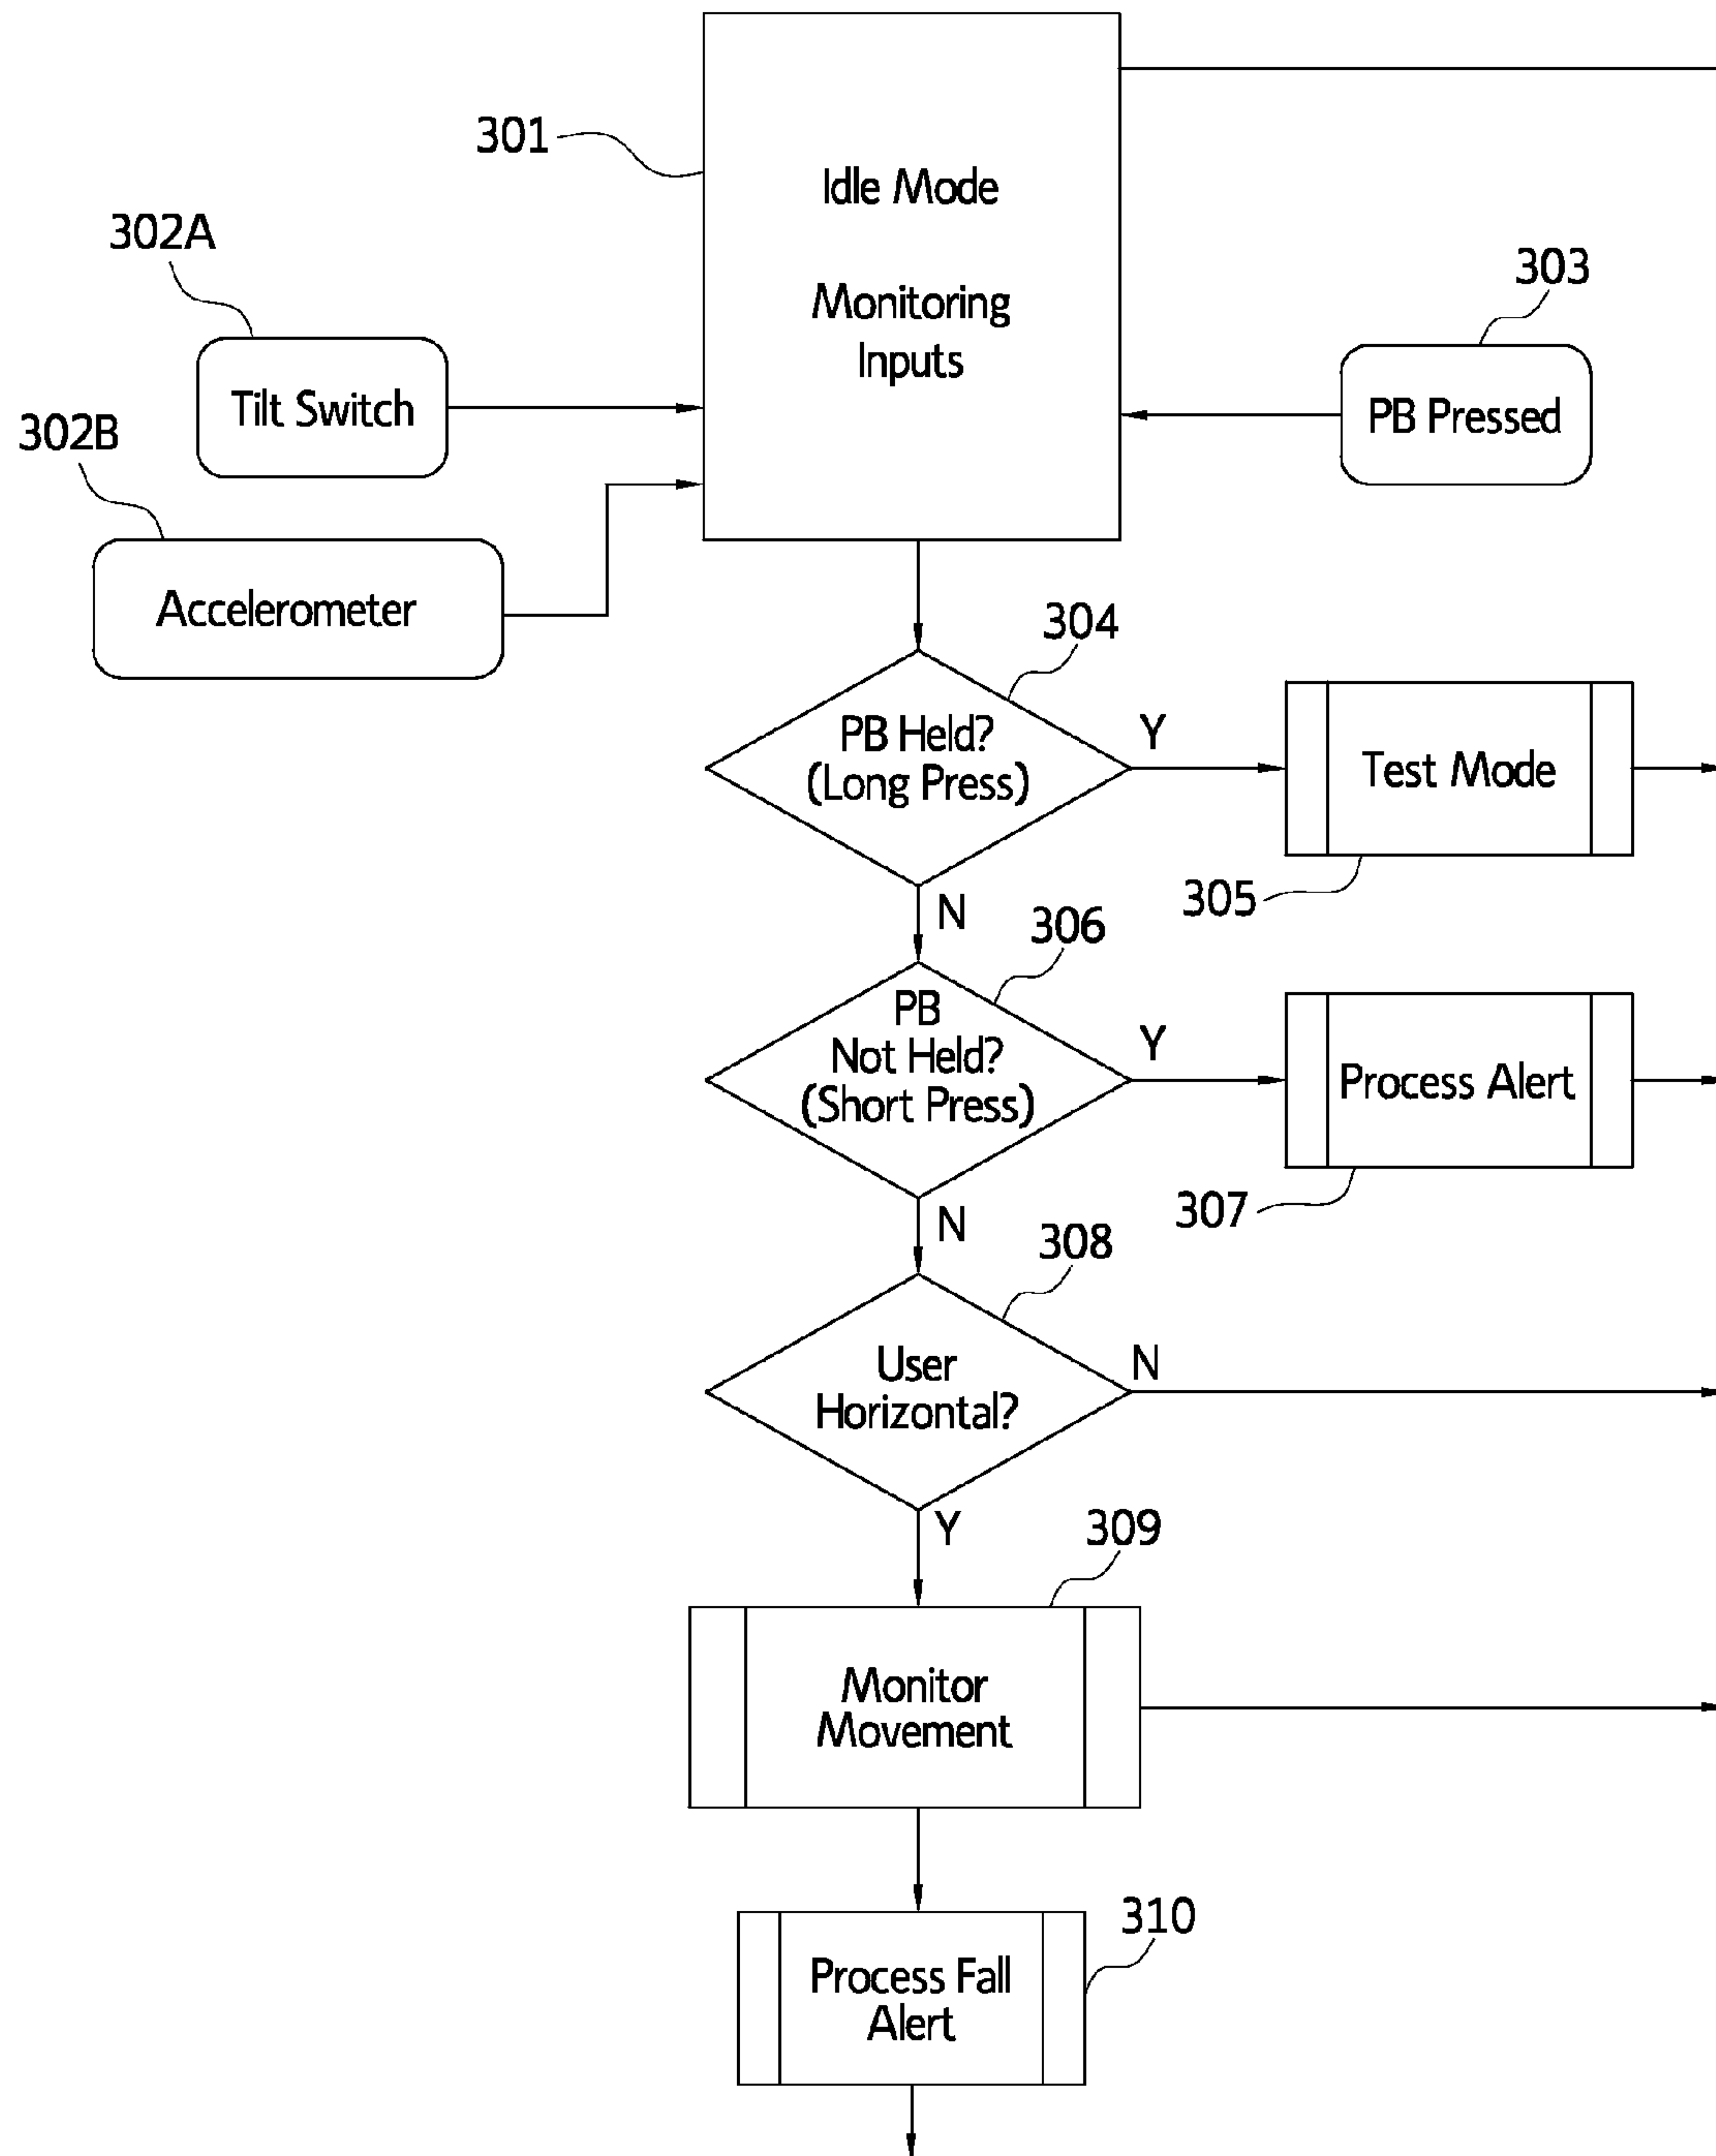 301
Idle Mode
Monitoring
Inputs
302A
Tilt Switch
303
PB Pressed
302B
Accelerometer
304
PB Held?
(Long Press)
Y
Test Mode
305
N
306
PB
Not Held?
(Short Press)
Y
Process Alert
307
N
308
User
Horizontal?
N
Y
309
Monitor
Movement
310
Process Fall
Alert